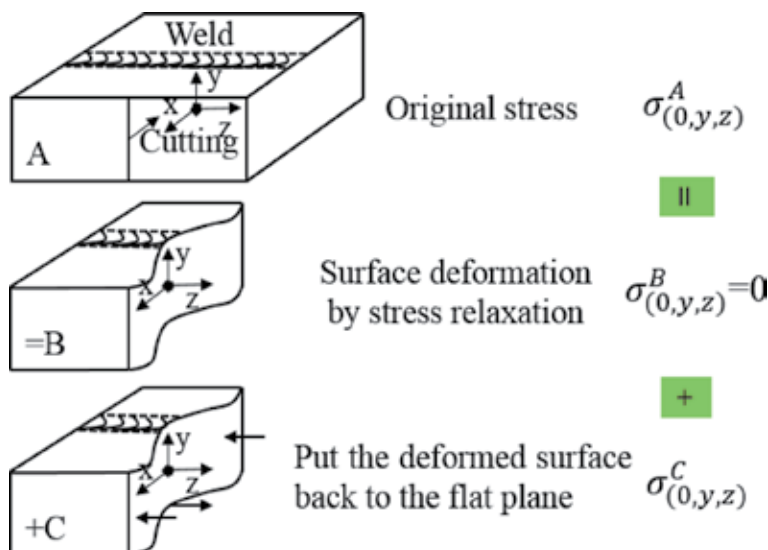 Weld
y
x
z
Cutting
A
Original stress
σ^A_(0,y,z)
=
y
x
z
=B
Surface deformation
by stress relaxation
σ^B_(0,y,z)=0
+
y
x
z
+C
Put the deformed surface
back to the flat plane
σ^C_(0,y,z)